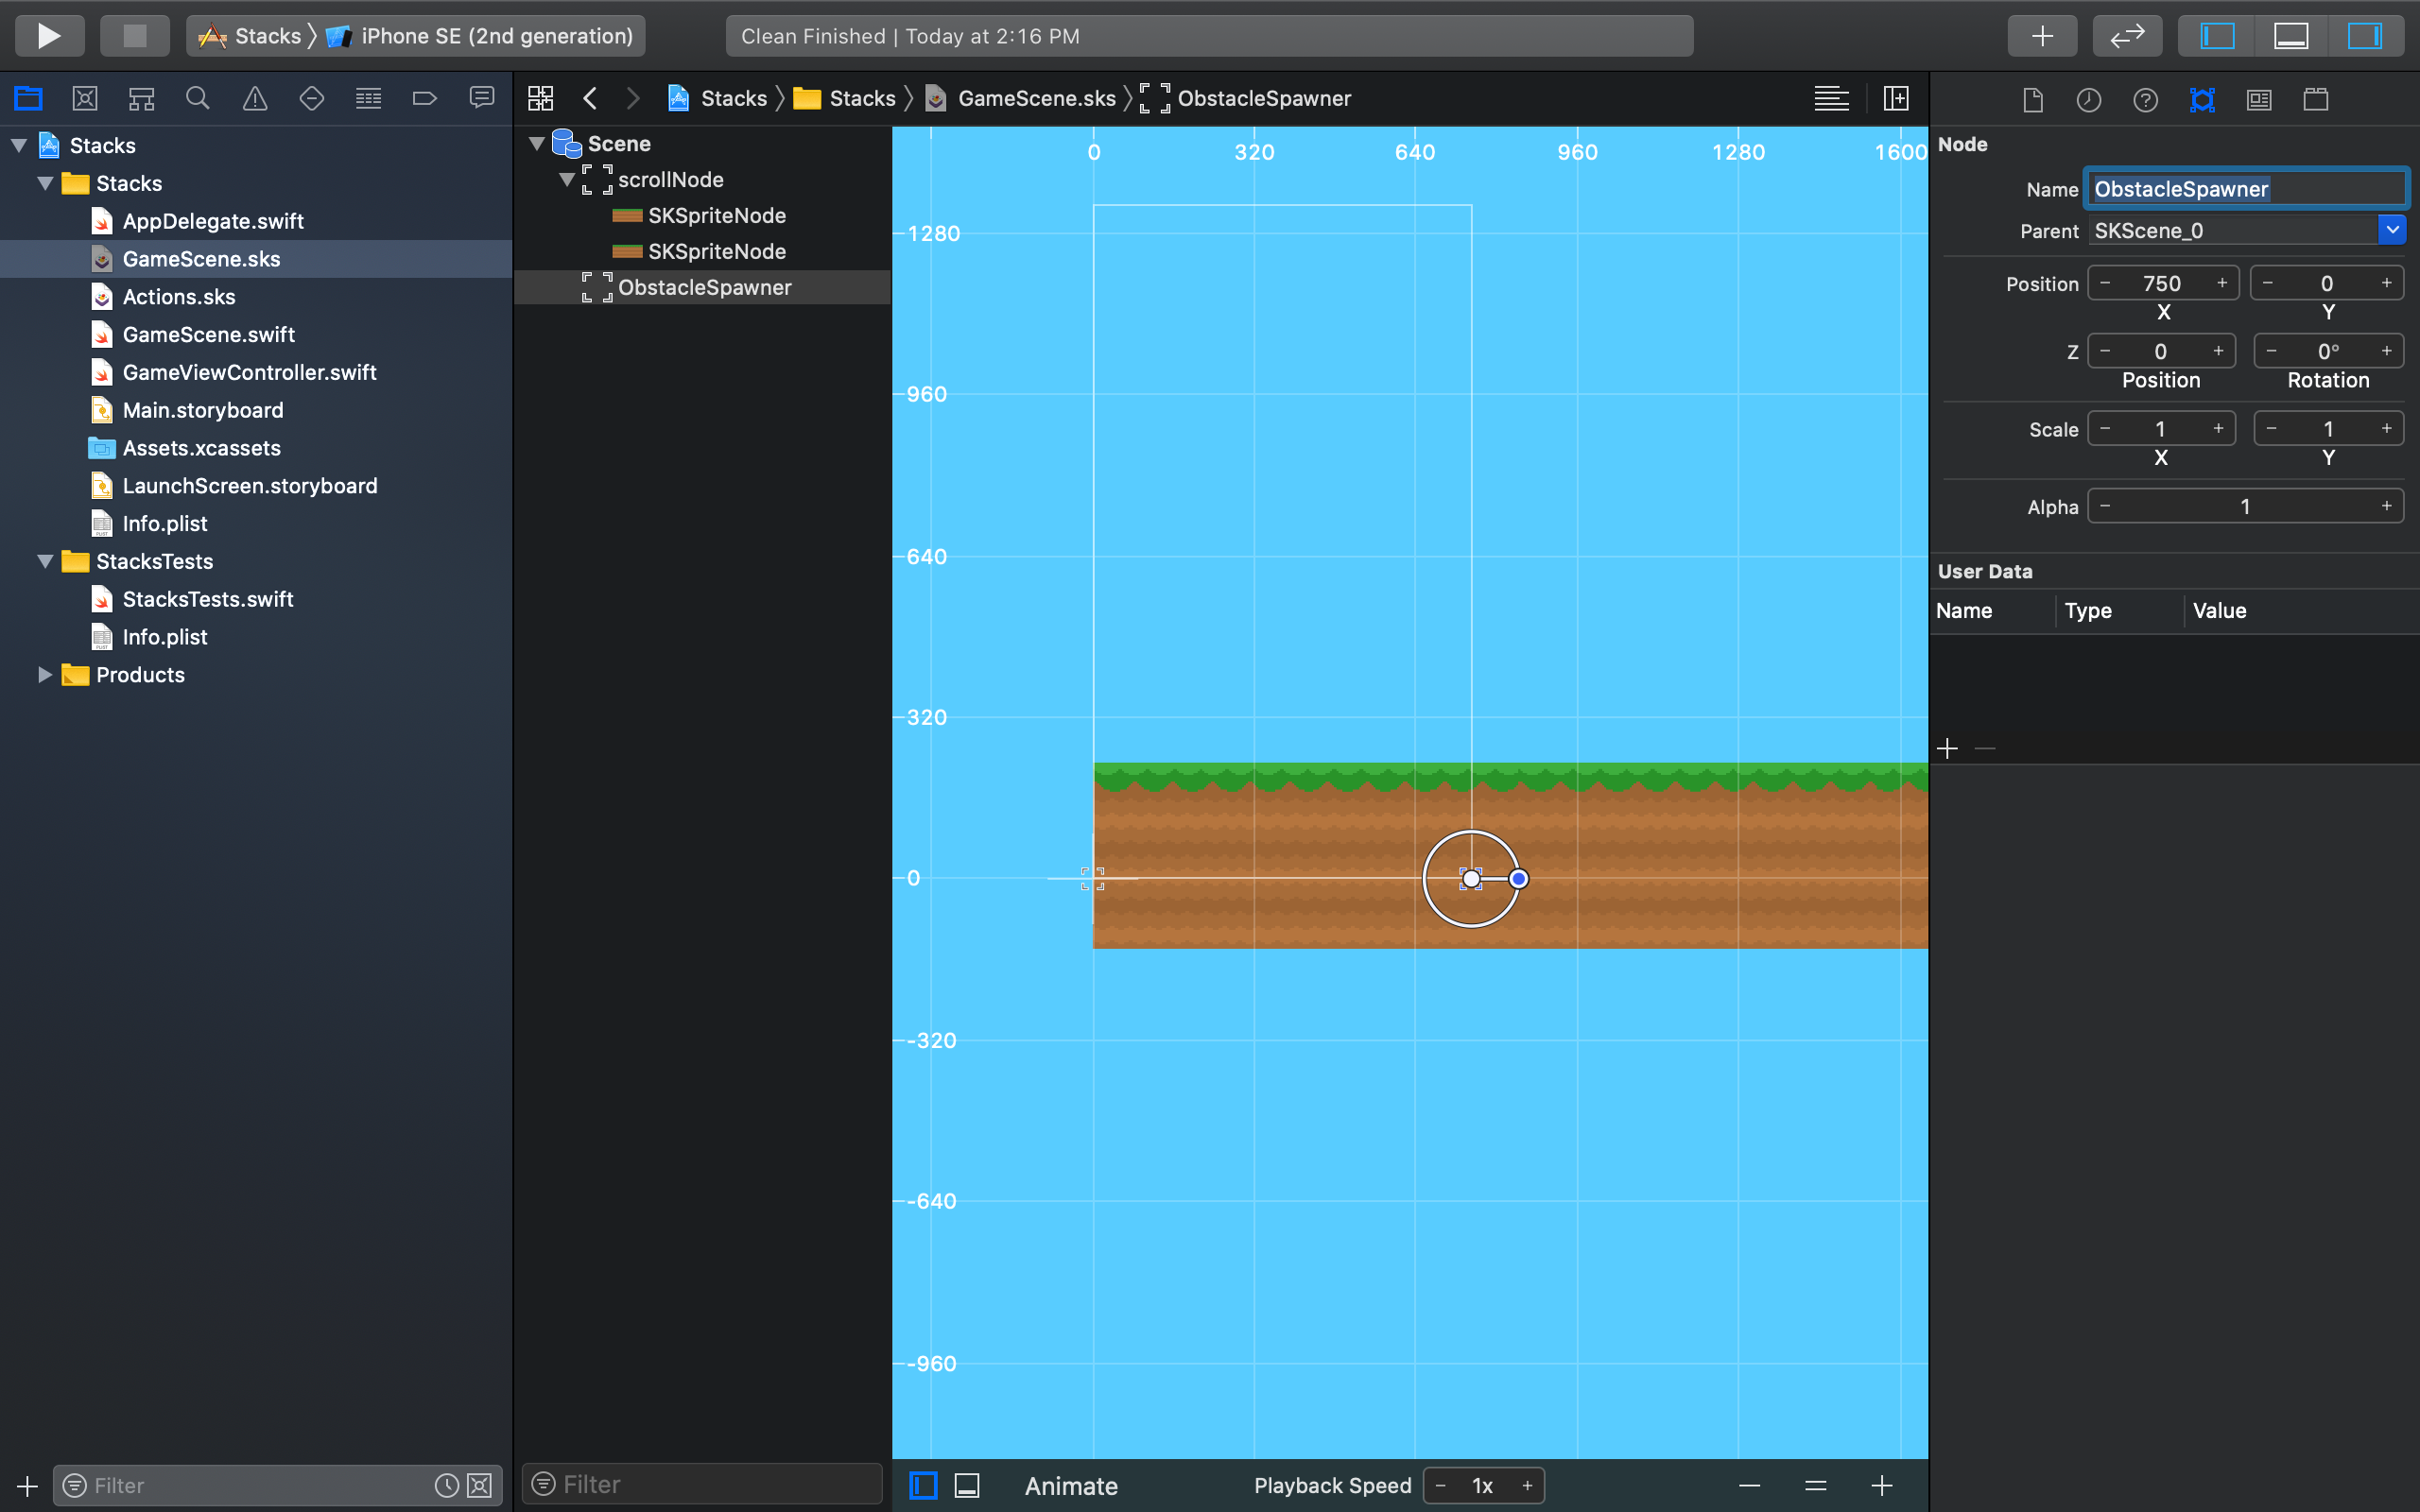 Stacks iPhone SE (2nd generation)
Clean Finished | Today at 2:16 PM
Stacks Stacks GameScene.sks ObstacleSpawner
Stacks
Stacks
AppDelegate.swift
GameScene.sks
Actions.sks
GameScene.swift
GameViewController.swift
Main.storyboard
Assets.xcassets
LaunchScreen.storyboard
Info.plist
StacksTests
StacksTests.swift
Info.plist
Products
Filter
Scene
scrollNode
SKSpriteNode
SKSpriteNode
ObstacleSpawner
Filter
0 320 640 960 1280 1600
1280
960
640
320
0
-320
-640
-960
Animate Playback Speed - 1x +
Node
Name ObstacleSpawner
Parent SKScene_0
Position - 750 + - 0 +
X Y
Z - 0 + - 0° +
Position Rotation
Scale - 1 + - 1 +
X Y
Alpha - 1 +
User Data
Name Type Value